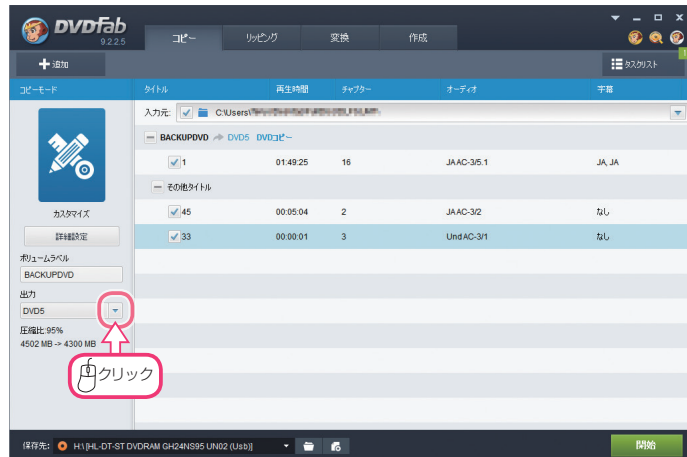 DVDFab
9.2.2.5
コピー
リッピング
変換
作成
追加
タスクリスト
コピーモード
タイトル 再生時間 チャプター オーディオ 字幕
入力元: C:\Users\
BACKUPDVD DVD5 DVDコピー
1 01:49:25 16 JA AC-3/5.1 JA, JA
その他タイトル
45 00:05:04 2 JA AC-3/2 なし
33 00:00:01 3 Und AC-3/1 なし
カスタマイズ
詳細設定
ボリュームラベル
BACKUPDVD
出力
DVD5
圧縮比:95%
4502 MB -> 4300 MB
クリック
保存先: H:\ [HL-DT-ST DVDRAM GH24NS95 UN02 (Usb)]
開始